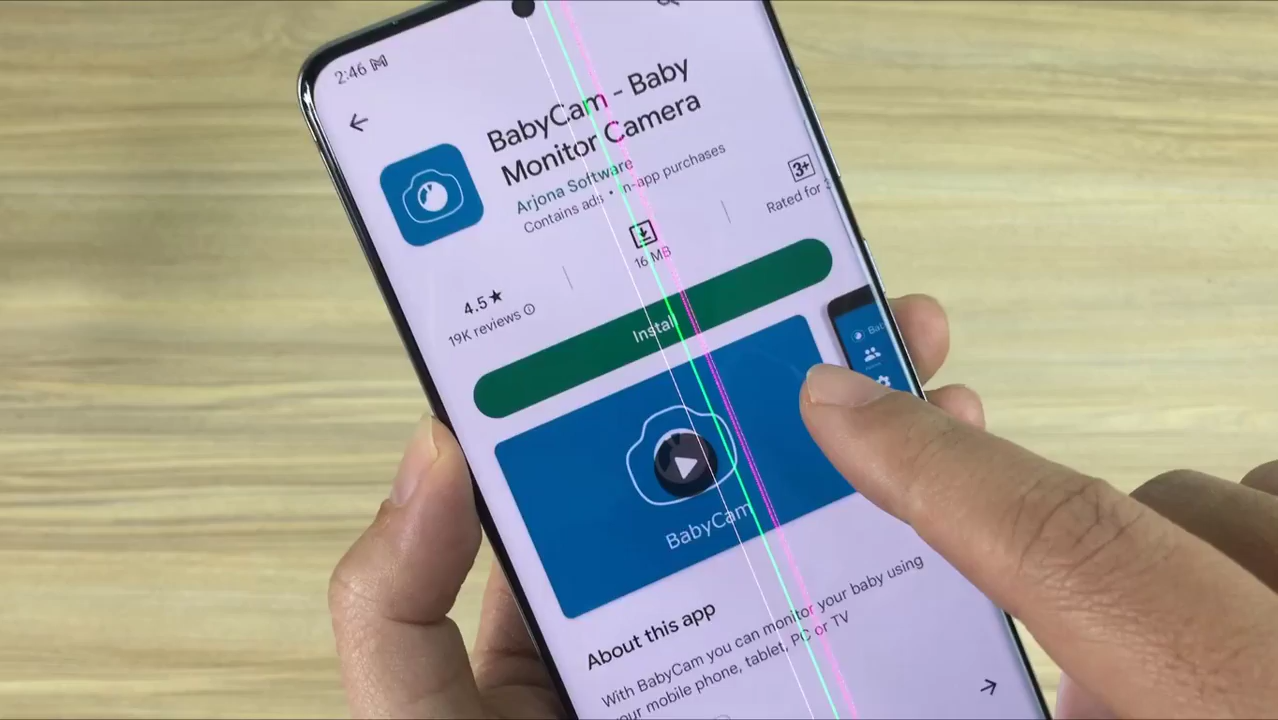 2:46
BabyCam - Baby
Monitor Camera
Arjona Software
Contains ads • In-app purchases
4.5★
19K reviews
16 MB
3+
Rated for 3
Install
BabyCam
Bab
About this app
With BabyCam you can monitor your baby using
your mobile phone, tablet, PC or TV